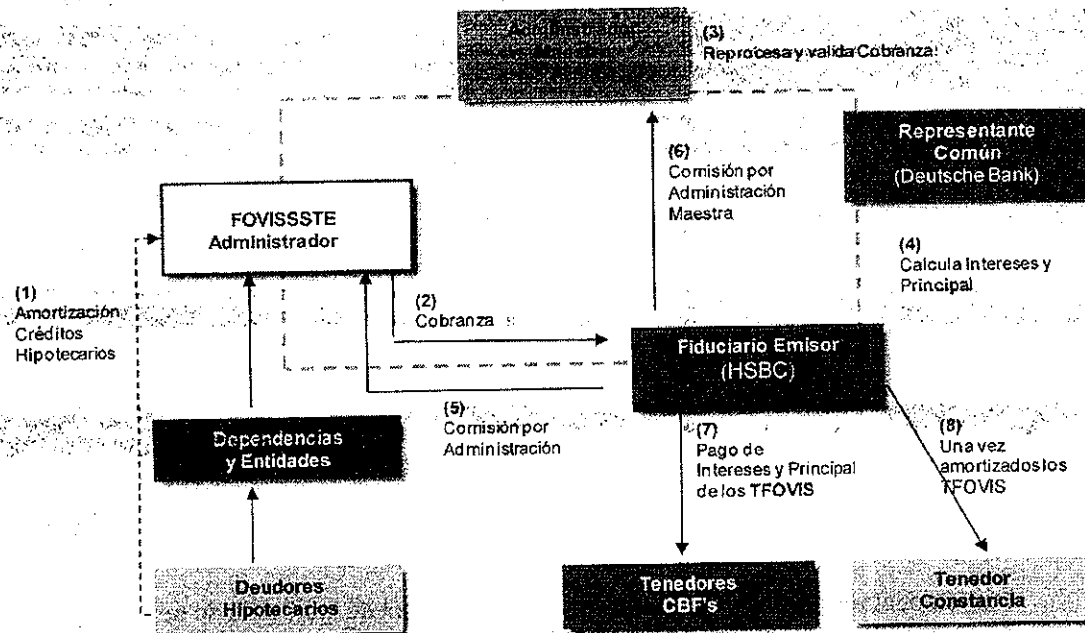 (3)
Reprocesa y valida Cobranza
Representante
Común
(Deutsche Bank)
(6)
Comisión por
Administración
Maestra
FOVISSSTE
Administrador
(4)
Calcula Intereses y
Principal
(1)
Amortización
Créditos
Hipotecarios
(2)
Cobranza
Fiduciario Emisor
(HSBC)
(5)
Comisión por
Administración
Dependencias
y Entidades
(7)
Pago de
Intereses y Principal
de los TFOVIS
(8)
Una vez
amortizados los
TFOVIS
Deudores
Hipotecarios
Tenedores
CBF's
Tenedor
Constancia